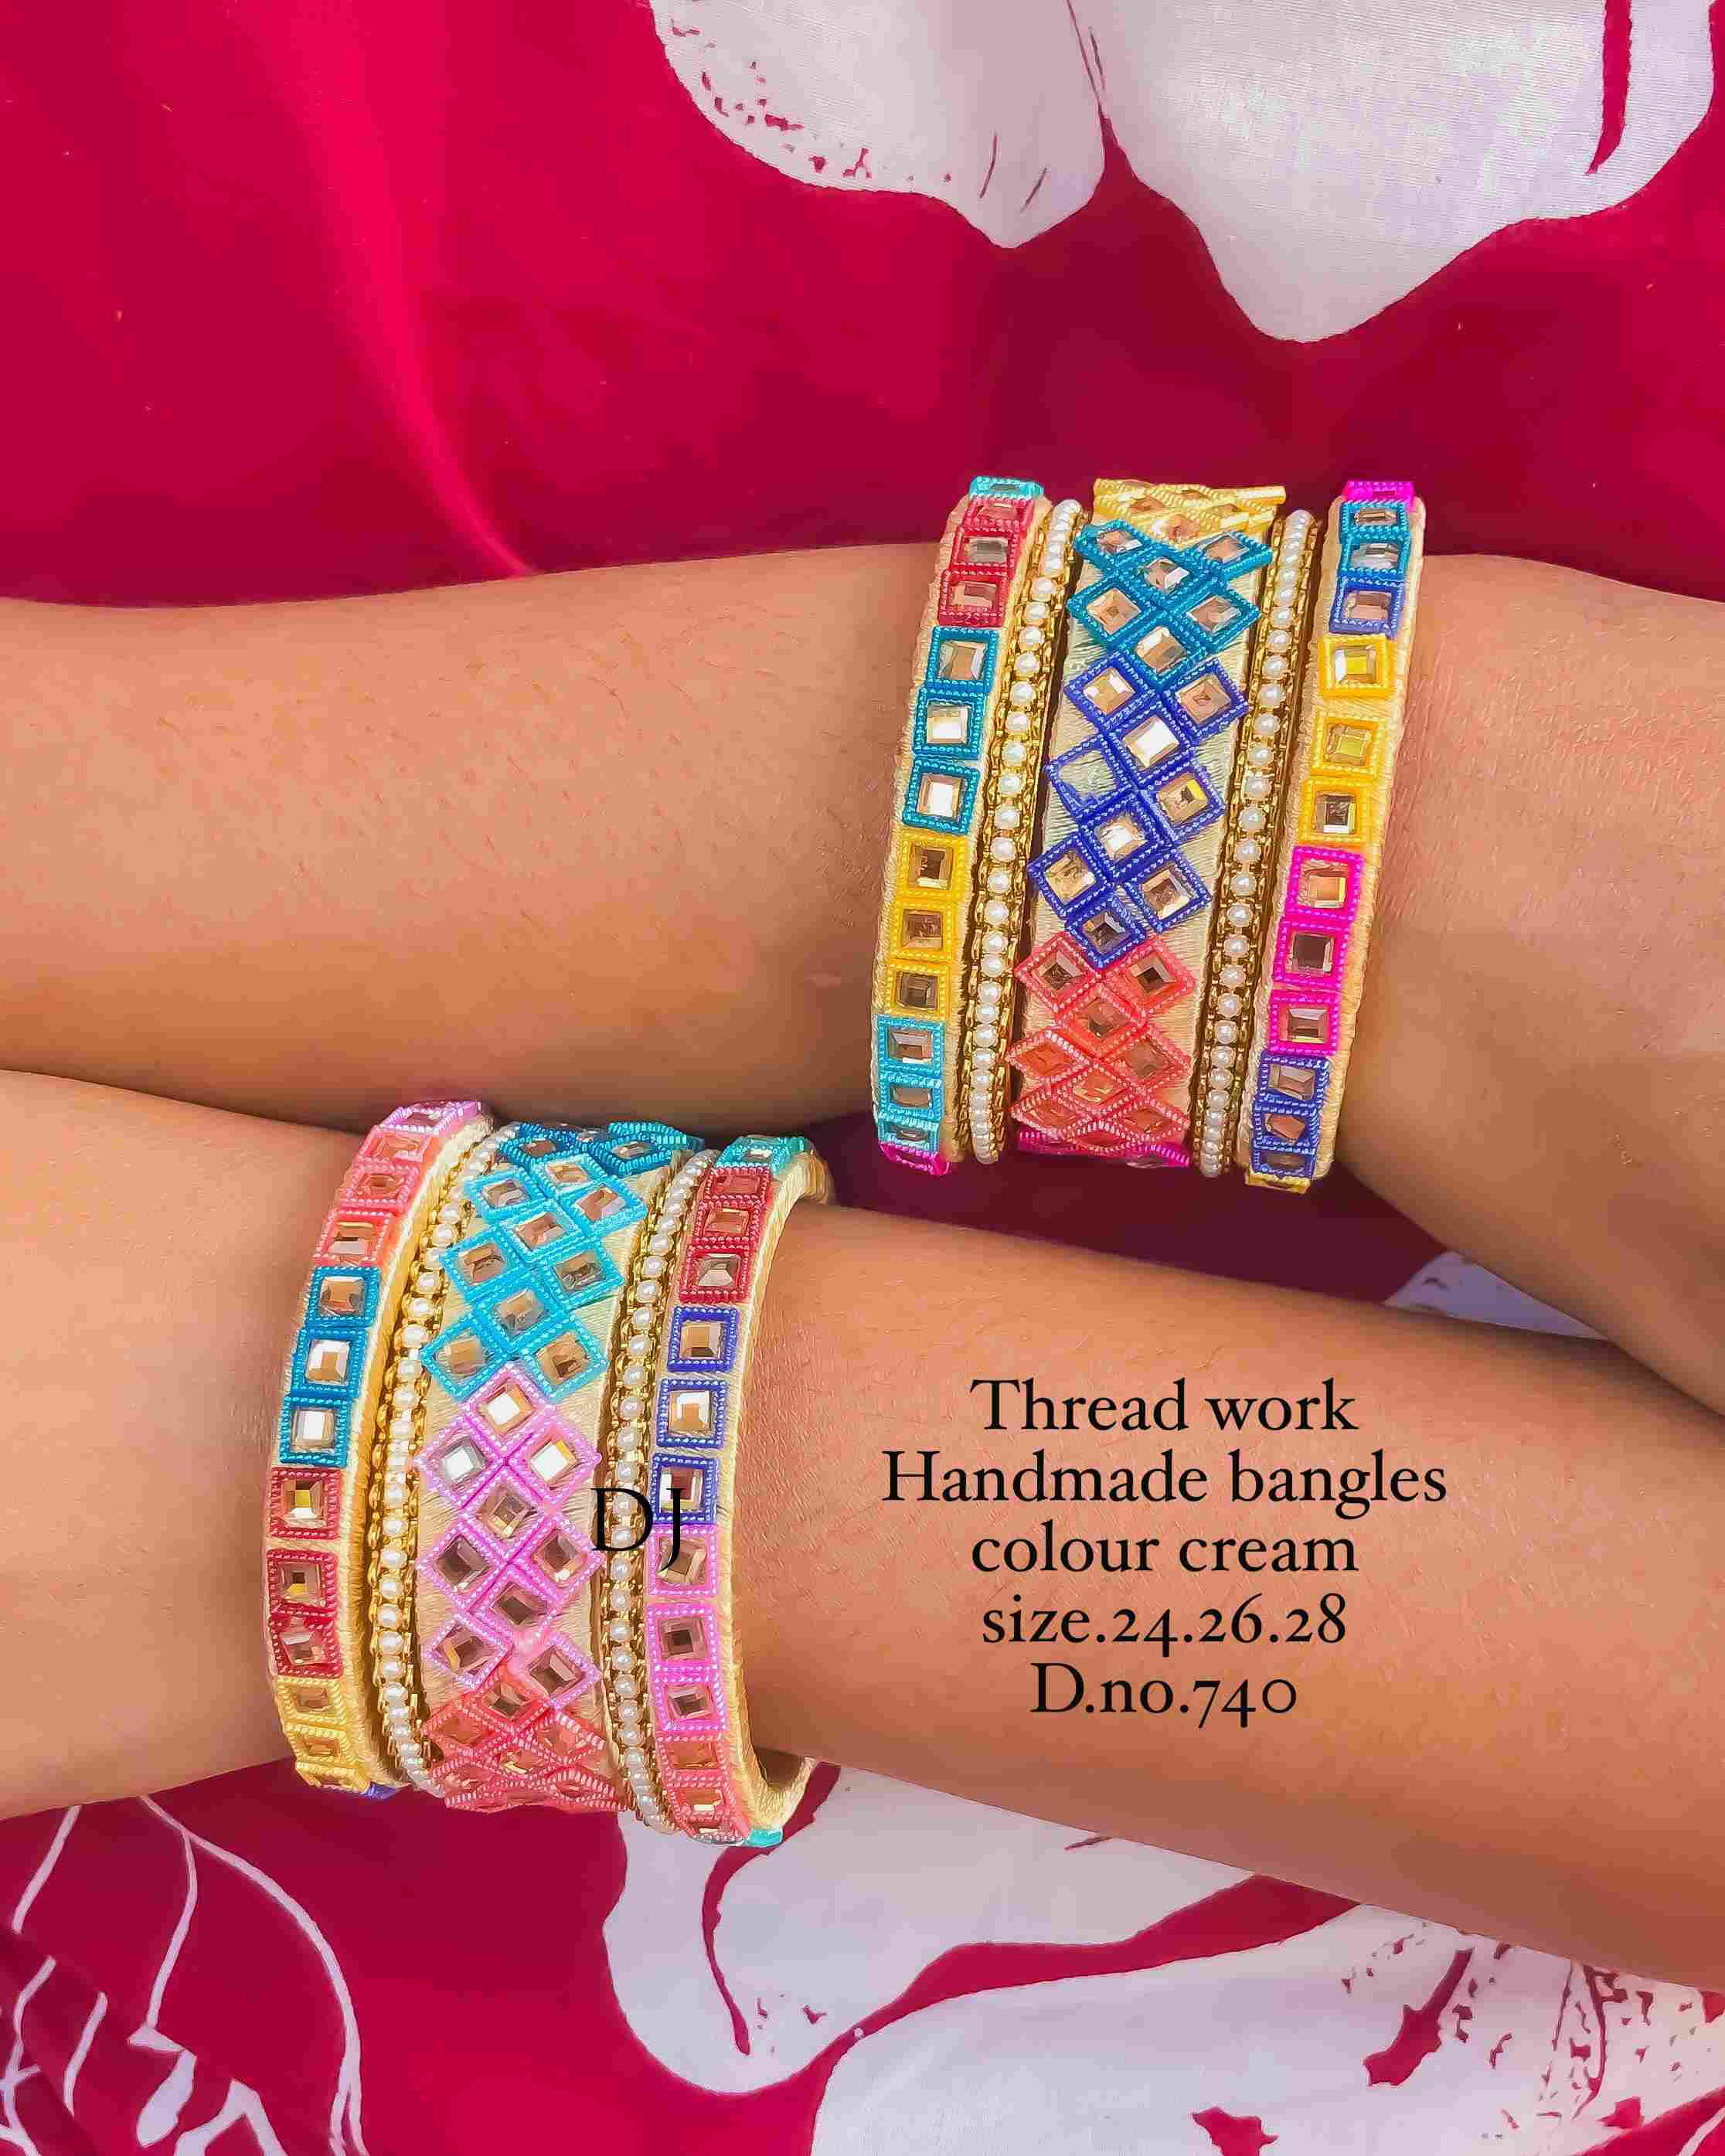 DJ
Thread work
Handmade bangles
colour cream
size.24.26.28
D.no.740